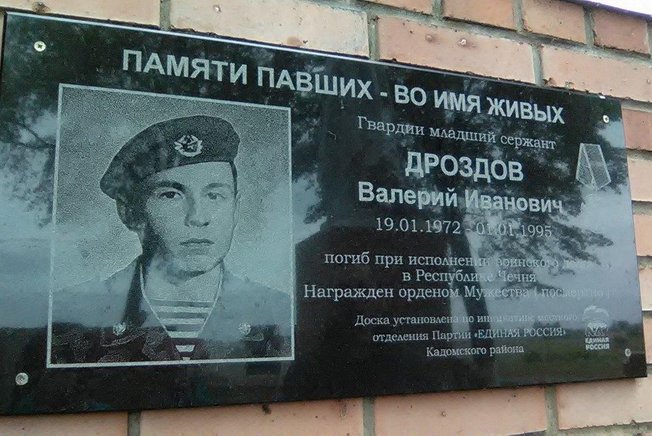 ПАМЯТИ ПАВШИХ - ВО ИМЯ ЖИВЫХ
Гвардии младший сержант
ДРОЗДОВ
Валерий Иванович
19.01.1972 - 01.01.1995
погиб при исполнении воинского
в Республике Чечня
Награжден орденом Мужества (посмертно)
Доска установлена по инициативе местного
отделения Партии «ЕДИНАЯ РОССИЯ»
Кадомского района
ЕДИНАЯ
РОССИЯ